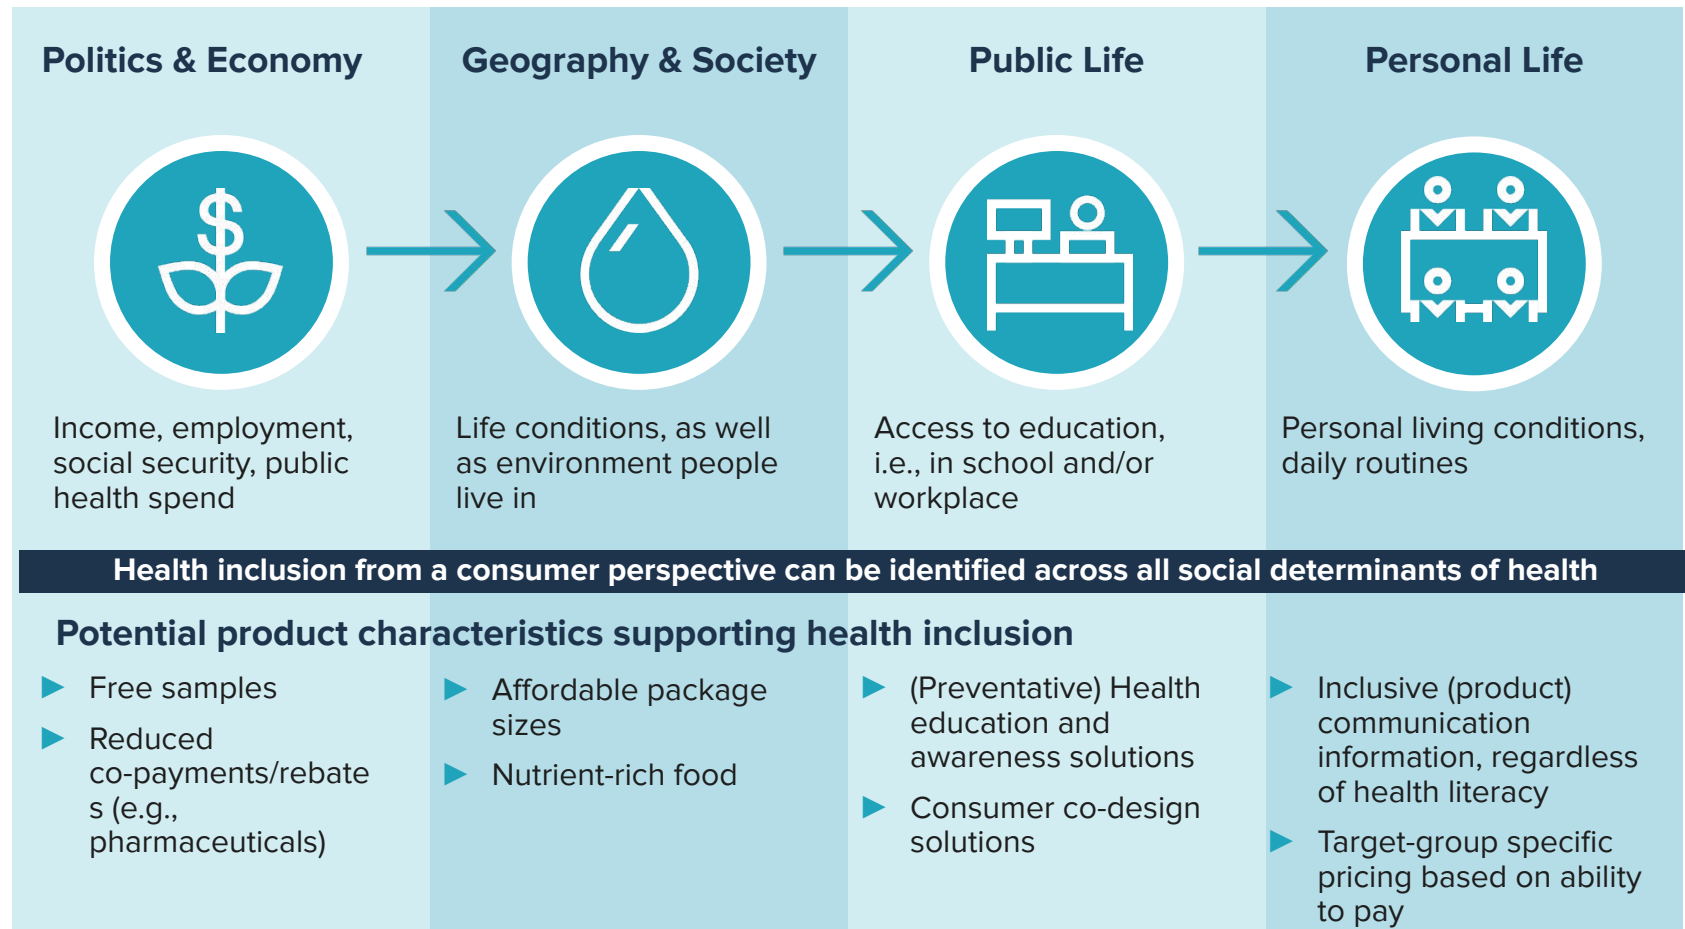 Politics & Economy
Geography & Society
Public Life
Personal Life
$
Income, employment,
social security, public
health spend
Life conditions, as well
as environment people
live in
Access to education,
i.e., in school and/or
workplace
Personal living conditions,
daily routines
Health inclusion from a consumer perspective can be identified across all social determinants of health
Potential product characteristics supporting health inclusion
Free samples
Reduced
co-payments/rebate
s (e.g.,
pharmaceuticals)
Affordable package
sizes
Nutrient-rich food
(Preventative) Health
education and
awareness solutions
Consumer co-design
solutions
Inclusive (product)
communication
information, regardless
of health literacy
Target-group specific
pricing based on ability
to pay